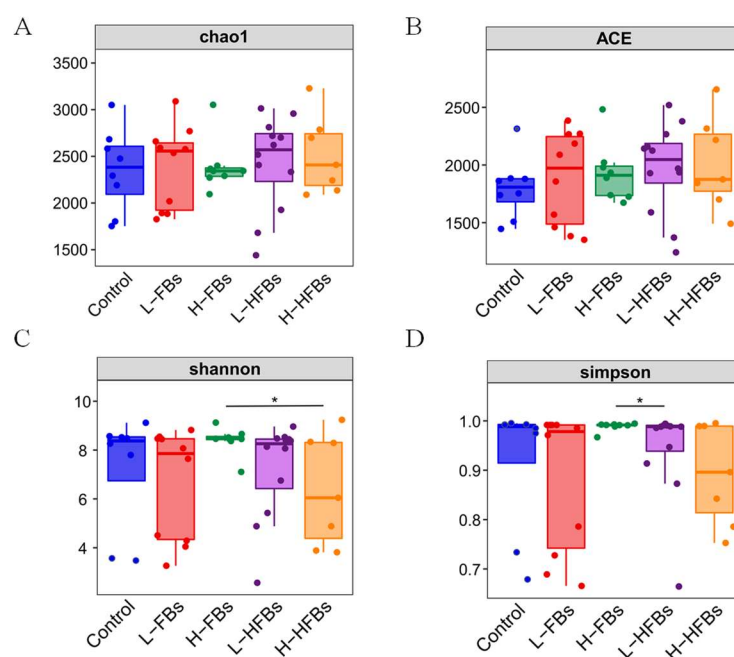 A
chao1
3500
3000
2500
2000
1500
Control
L-FBs
H-FBs
L-HFBs
H-HFBs
B
ACE
2500
2000
1500
Control
L-FBs
H-FBs
L-HFBs
H-HFBs
C
shannon
*
10
8
6
4
Control
L-FBs
H-FBs
L-HFBs
H-HFBs
D
simpson
*
1.0
0.9
0.8
0.7
Control
L-FBs
H-FBs
L-HFBs
H-HFBs